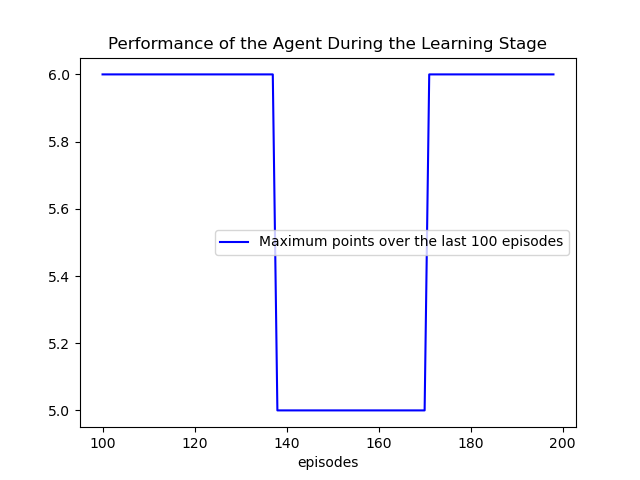 Performance of the Agent During the Learning Stage
6.0
5.8
5.6
Maximum points over the last 100 episodes
5.4
5.2
5.0
100 120 140 160 180 200
episodes